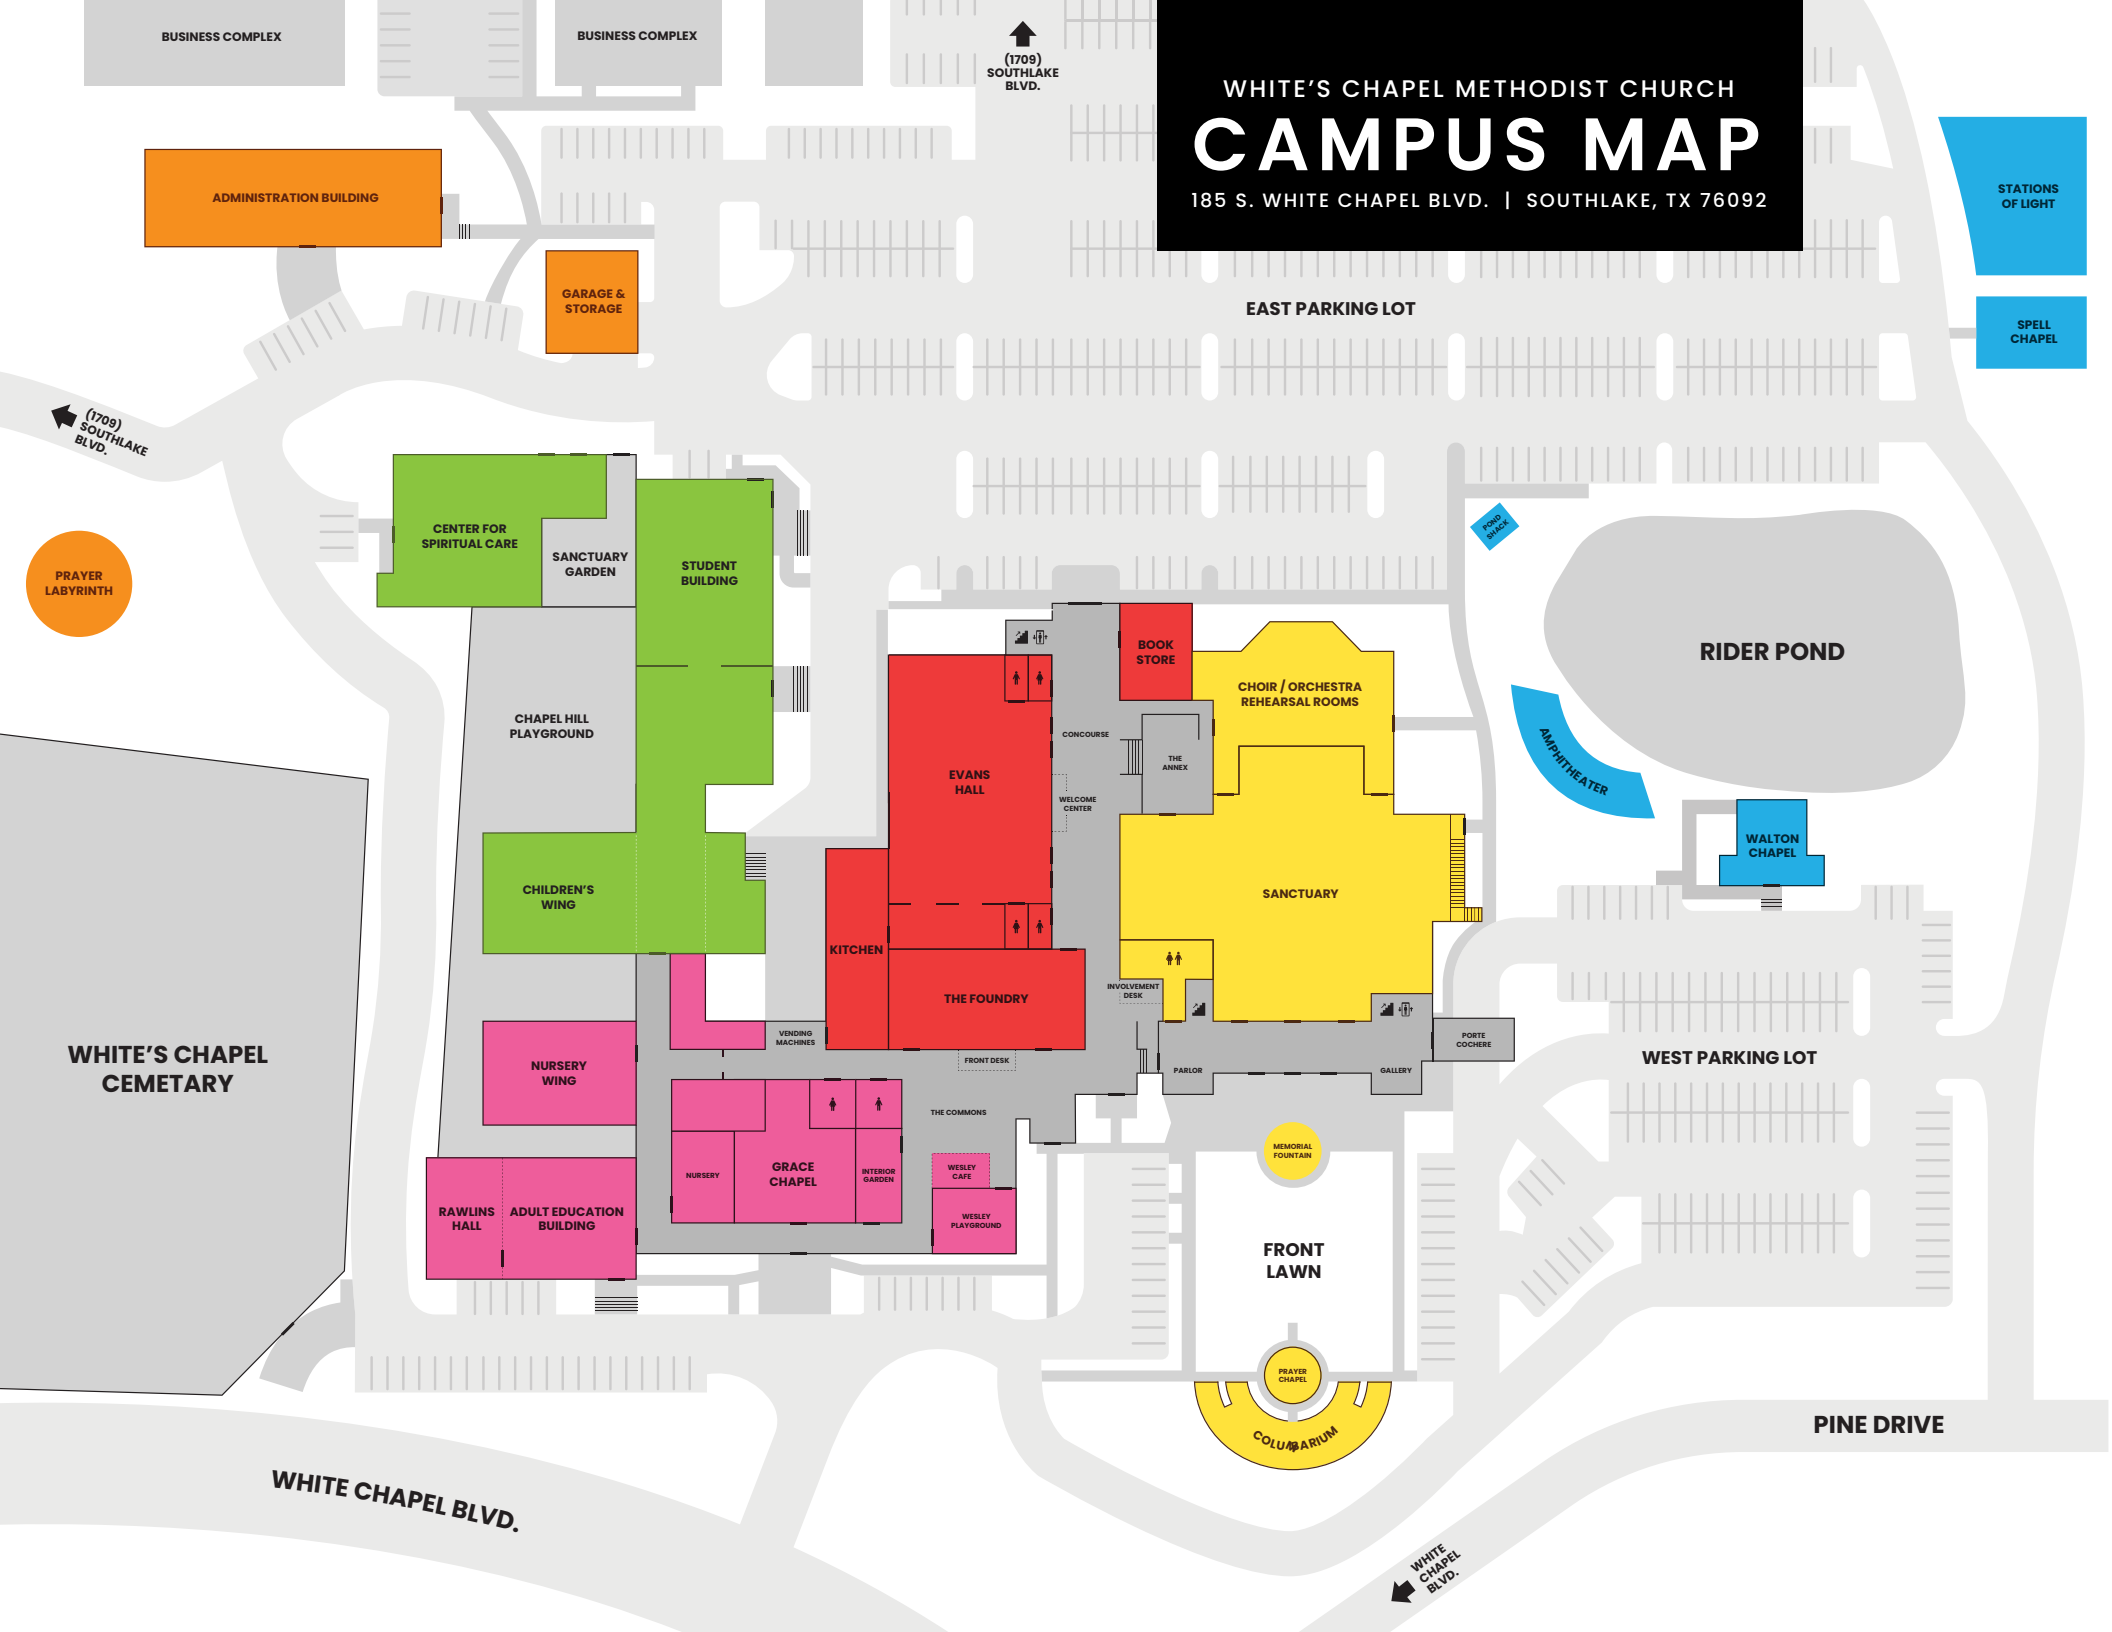 BUSINESS COMPLEX
BUSINESS COMPLEX
(1709)
SOUTHLAKE
BLVD.
WHITE'S CHAPEL METHODIST CHURCH
CAMPUS MAP
185 S. WHITE CHAPEL BLVD. | SOUTHLAKE, TX 76092
ADMINISTRATION BUILDING
STATIONS
OF LIGHT
GARAGE &
STORAGE
EAST PARKING LOT
SPELL
CHAPEL
(1709)
SOUTHLAKE
BLVD.
CENTER FOR
SPIRITUAL CARE
SANCTUARY
GARDEN
STUDENT
BUILDING
POND
SHACK
PRAYER
LABYRINTH
BOOK
STORE
RIDER POND
CHOIR / ORCHESTRA
REHEARSAL ROOMS
CHAPEL HILL
PLAYGROUND
CONCOURSE
THE
ANNEX
EVANS
HALL
WELCOME
CENTER
AMPHITHEATER
WALTON
CHAPEL
CHILDREN'S
WING
SANCTUARY
KITCHEN
THE FOUNDRY
INVOLVEMENT
DESK
WHITE'S CHAPEL
CEMETARY
NURSERY
WING
VENDING
MACHINES
FRONT DESK
PORTE
COCHERE
WEST PARKING LOT
PARLOR
GALLERY
THE COMMONS
MEMORIAL
FOUNTAIN
NURSERY
GRACE
CHAPEL
INTERIOR
GARDEN
WESLEY
CAFE
WESLEY
PLAYGROUND
RAWLINS
HALL
ADULT EDUCATION
BUILDING
FRONT
LAWN
PRAYER
CHAPEL
COLUMBARIUM
PINE DRIVE
WHITE CHAPEL BLVD.
WHITE
CHAPEL
BLVD.